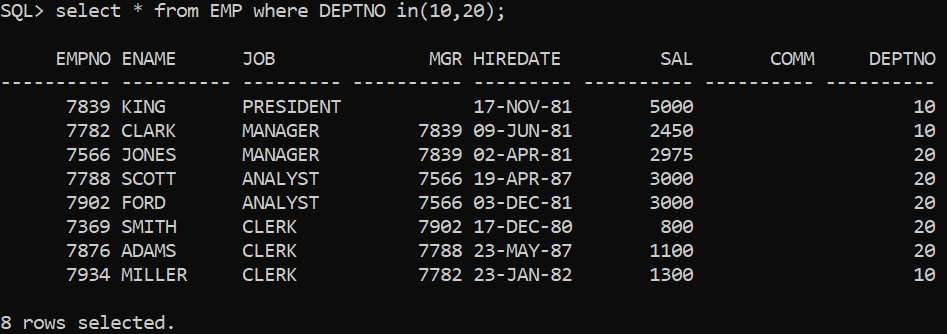 SQL> select * from EMP where DEPTNO in(10,20);
     EMPNO ENAME      JOB              MGR HIREDATE         SAL       COMM     DEPTNO
---------- ---------- --------- ---------- --------- ---------- ---------- ----------
      7839 KING       PRESIDENT            17-NOV-81       5000                    10
      7782 CLARK      MANAGER         7839 09-JUN-81       2450                    10
      7566 JONES      MANAGER         7839 02-APR-81       2975                    20
      7788 SCOTT      ANALYST         7566 19-APR-87       3000                    20
      7902 FORD       ANALYST         7566 03-DEC-81       3000                    20
      7369 SMITH      CLERK           7902 17-DEC-80        800                    20
      7876 ADAMS      CLERK           7788 23-MAY-87       1100                    20
      7934 MILLER     CLERK           7782 23-JAN-82       1300                    10
8 rows selected.